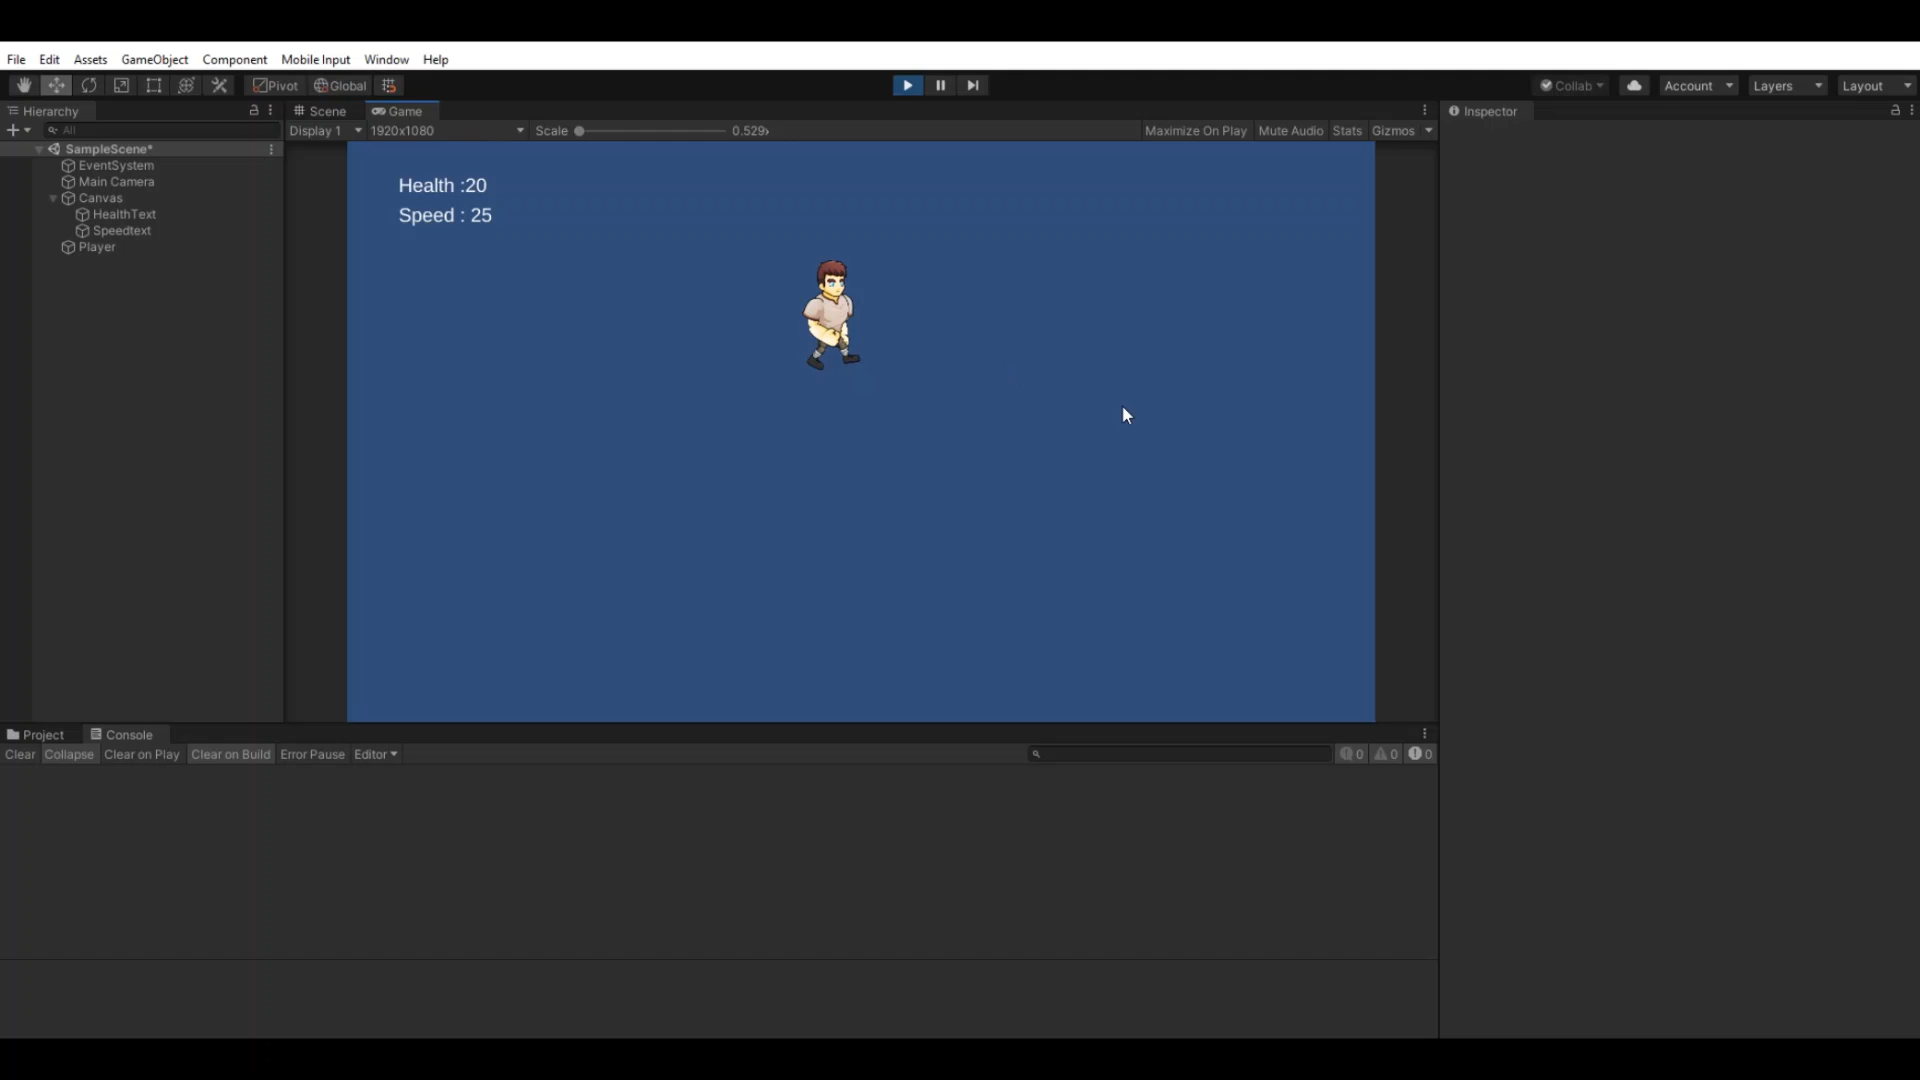 File Edit Assets GameObject Component Mobile Input Window Help
Pivot Global Collab Account Layers Layout
Hierarchy Scene Game Inspector
All Display 1 1920x1080 Scale 0.529x Maximize On Play Mute Audio Stats Gizmos
SampleScene*
EventSystem
Main Camera
Canvas
HealthText
Speedtext
Player
Health :20
Speed : 25
Project Console
Clear Collapse Clear on Play Clear on Build Error Pause Editor 0 0 0